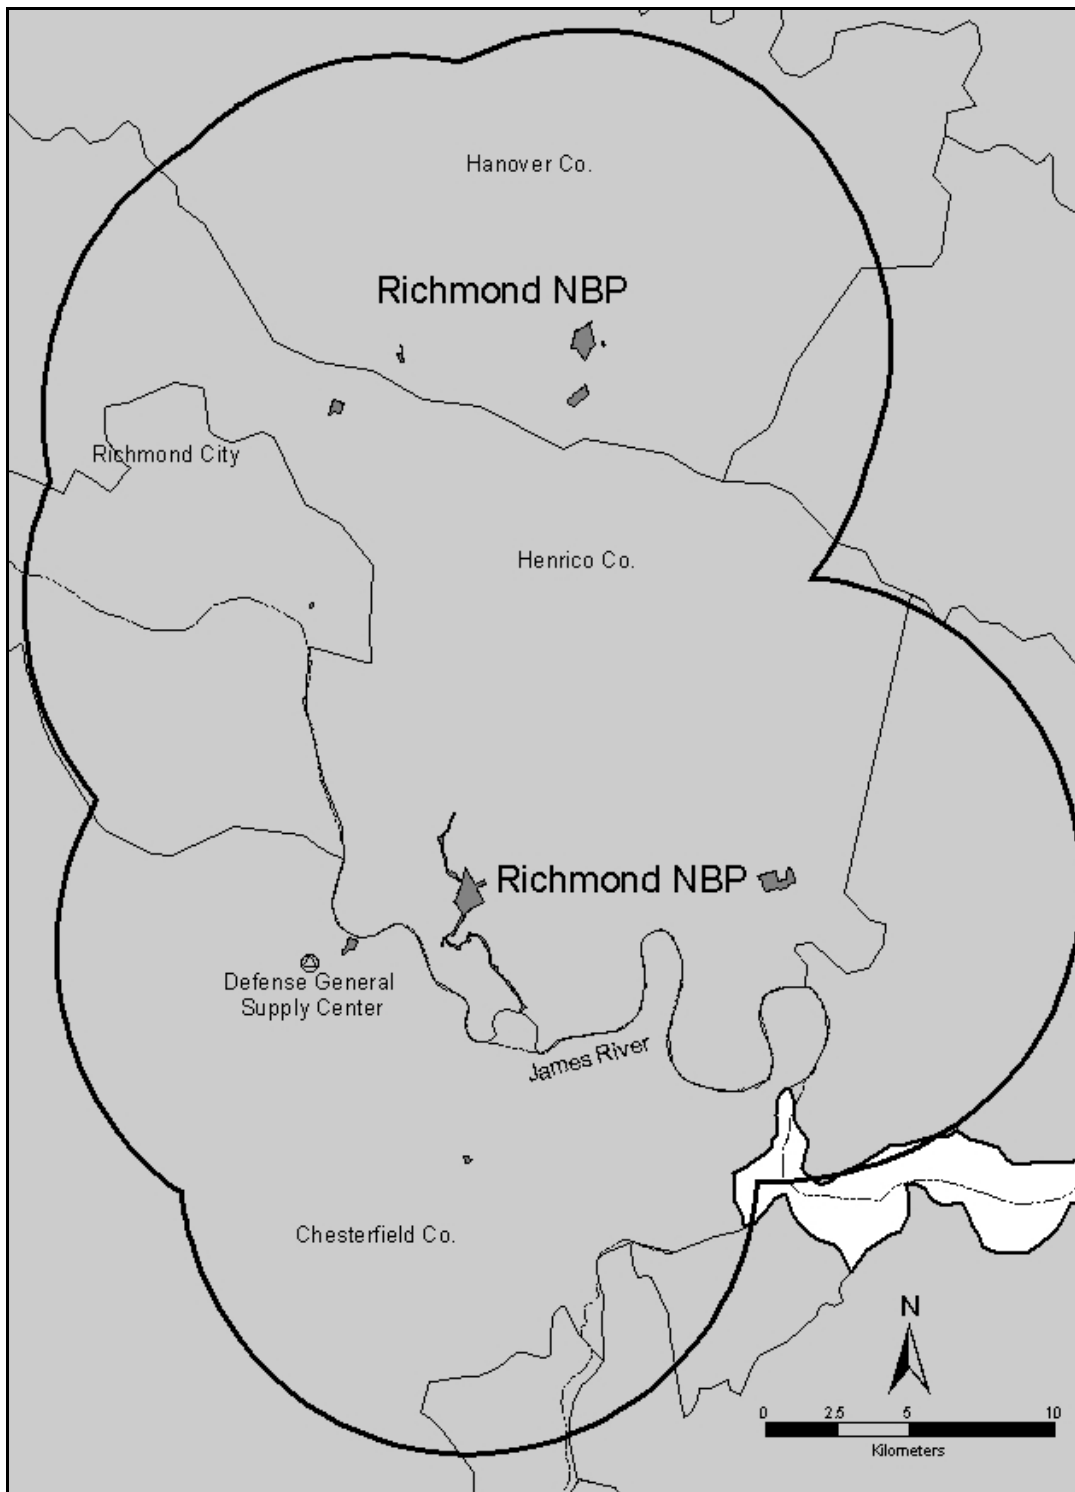 Hanover Co.
Richmond NBP
Richmond City
Henrico Co.
Richmond NBP
Defense General
Supply Center
James River
Chesterfield Co.
N
0 2.5 5 10
Kilometers